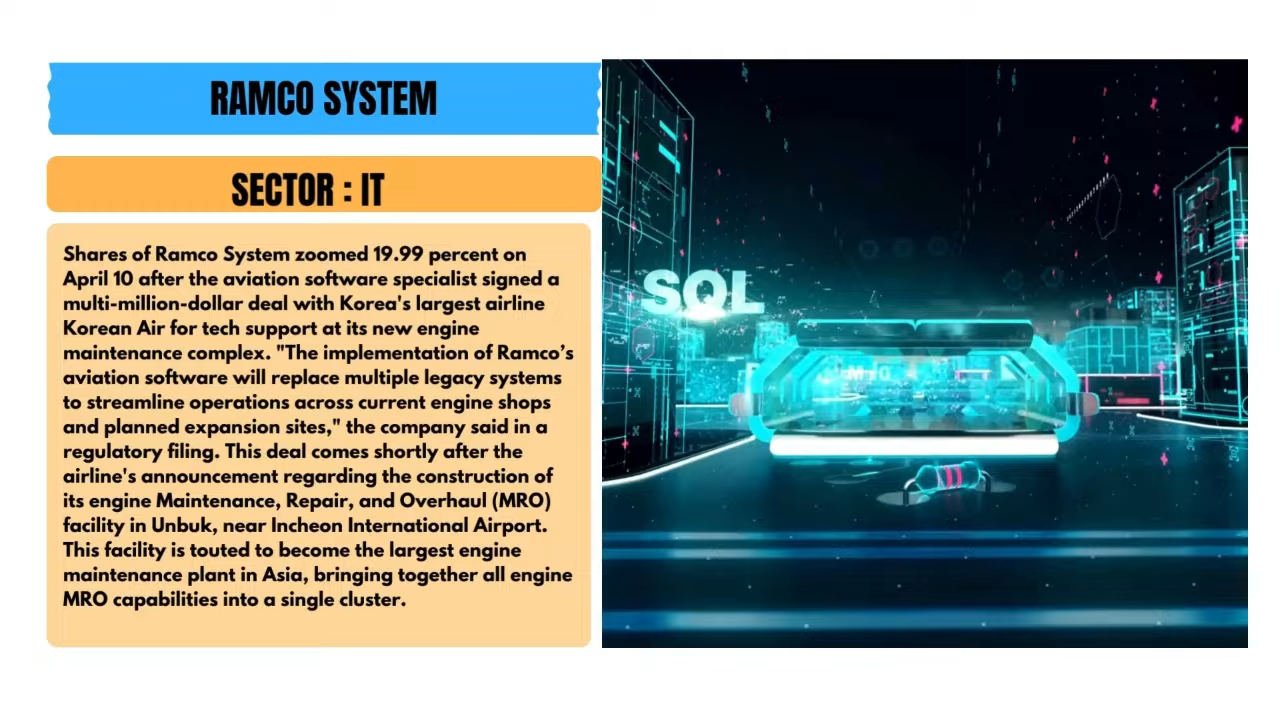 RAMCO SYSTEM
SECTOR : IT
Shares of Ramco System zoomed 19.99 percent on
April 10 after the aviation software specialist signed a
multi-million-dollar deal with Korea's largest airline
Korean Air for tech support at its new engine
maintenance complex. "The implementation of Ramco’s
aviation software will replace multiple legacy systems
to streamline operations across current engine shops
and planned expansion sites," the company said in a
regulatory filing. This deal comes shortly after the
airline's announcement regarding the construction of
its engine Maintenance, Repair, and Overhaul (MRO)
facility in Unbuk, near Incheon International Airport.
This facility is touted to become the largest engine
maintenance plant in Asia, bringing together all engine
MRO capabilities into a single cluster.
SQL